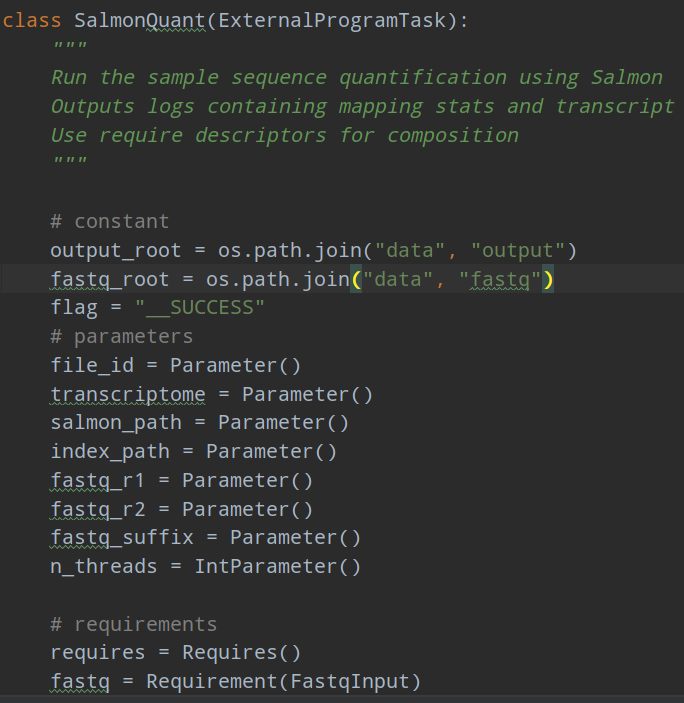 class SalmonQuant(ExternalProgramTask):
    """
    Run the sample sequence quantification using Salmon
    Outputs logs containing mapping stats and transcript
    Use require descriptors for composition
    """

    # constant
    output_root = os.path.join("data", "output")
    fastq_root = os.path.join("data", "fastq")
    flag = "__SUCCESS"
    # parameters
    file_id = Parameter()
    transcriptome = Parameter()
    salmon_path = Parameter()
    index_path = Parameter()
    fastq_r1 = Parameter()
    fastq_r2 = Parameter()
    fastq_suffix = Parameter()
    n_threads = IntParameter()

    # requirements
    requires = Requires()
    fastq = Requirement(FastqInput)